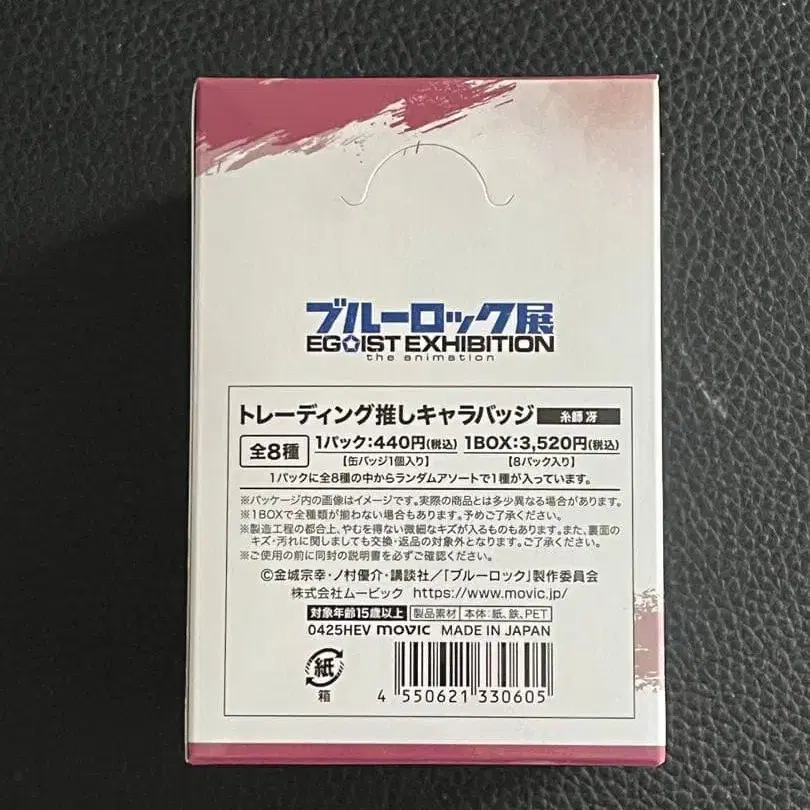 ブルーロック展
EGOIST EXHIBITION
the animation
トレーディング推しキャラバッジ 糸師 冴
全8種 1パック:440円(税込) 1BOX:3,520円(税込)
【缶バッジ1個入り】 【8パック入り】
1パックに全8種の中からランダムアソートで1種が入っています。
※パッケージ内の画像はイメージです。実際の商品とは多少異なる場合があります。
※1BOXで全種類が揃わない場合もあります。予めご了承ください。
※製造工程の都合上、やむを得ない微細なキズが入るものもあります。また、裏面の
キズ・汚れに関しましても交換・返品の対象外となります。ご了承ください。
※ご使用の前に同封の説明書を必ずご確認ください。
©金城宗幸・ノ村優介・講談社/「ブルーロック」製作委員会
株式会社ムービック https://www.movic.jp/
対象年齢15歳以上 製品素材 本体:紙、鉄、PET
0425HEV movic MADE IN JAPAN
紙
箱
4 550621 330605